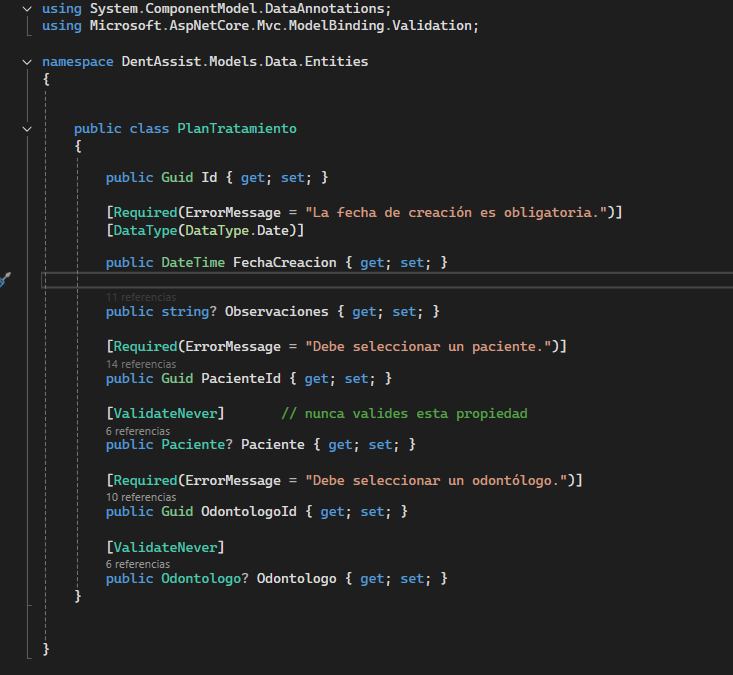 using System.ComponentModel.DataAnnotations;
using Microsoft.AspNetCore.Mvc.ModelBinding.Validation;
namespace DentAssist.Models.Data.Entities
{
public class PlanTratamiento
{
public Guid Id { get; set; }
[Required(ErrorMessage = "La fecha de creación es obligatoria.")]
[DataType(DataType.Date)]
public DateTime FechaCreacion { get; set; }
11 referencias
public string? Observaciones { get; set; }
[Required(ErrorMessage = "Debe seleccionar un paciente.")]
14 referencias
public Guid PacienteId { get; set; }
[ValidateNever] // nunca valides esta propiedad
6 referencias
public Paciente? Paciente { get; set; }
[Required(ErrorMessage = "Debe seleccionar un odontólogo.")]
10 referencias
public Guid OdontologoId { get; set; }
[ValidateNever]
6 referencias
public Odontologo? Odontologo { get; set; }
}
}